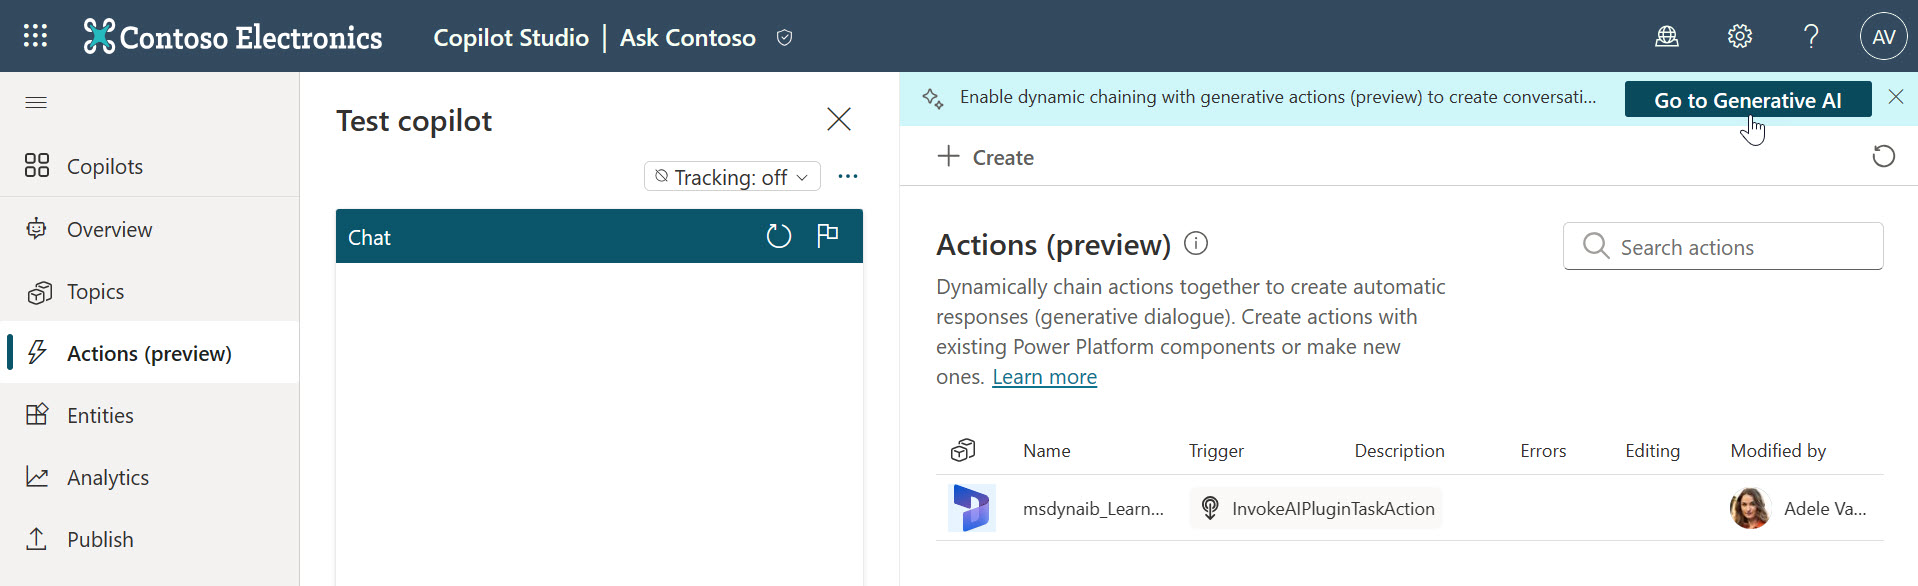 Contoso Electronics
Copilot Studio | Ask Contoso
AV
Copilots
Overview
Topics
Actions (preview)
Entities
Analytics
Publish
Test copilot
Tracking: off
Chat
Enable dynamic chaining with generative actions (preview) to create conversati...
Go to Generative AI
Create
Actions (preview)
Search actions
Dynamically chain actions together to create automatic
responses (generative dialogue). Create actions with
existing Power Platform components or make new
ones. Learn more
Name Trigger Description Errors Editing Modified by
msdynaib_Learn... InvokeAIPluginTaskAction Adele Va...